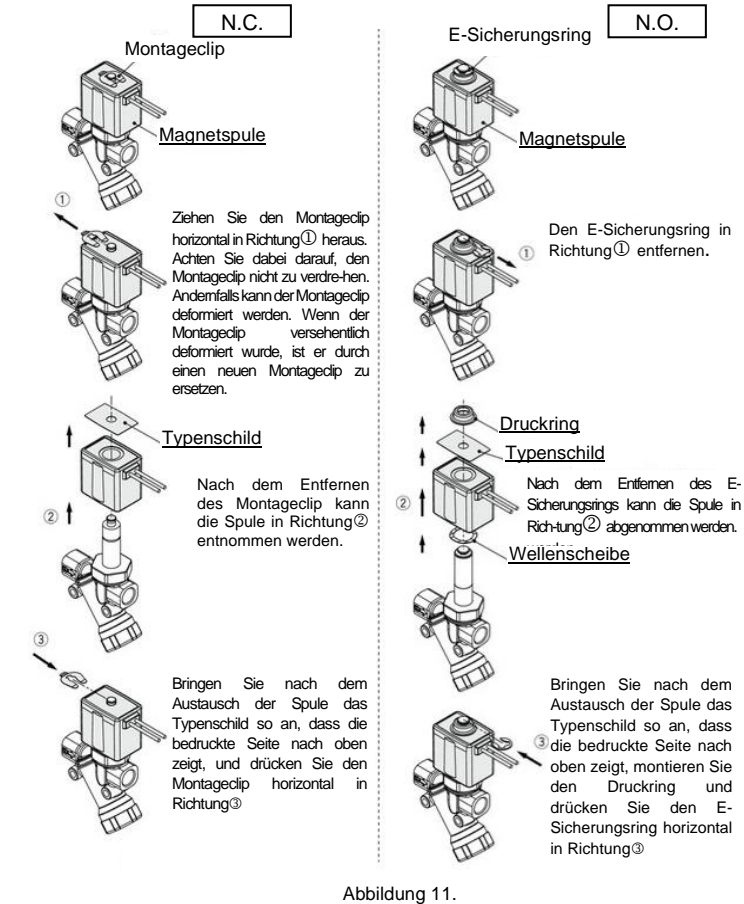 N.C.
Montageclip
Magnetspule
①
Ziehen Sie den Montageclip
horizontal in Richtung① heraus.
Achten Sie dabei darauf, den
Montageclip nicht zu verdre-hen.
Andernfalls kann der Montageclip
deformiert werden. Wenn der
Montageclip versehentlich
deformiert wurde, ist er durch
einen neuen Montageclip zu
ersetzen.
Typenschild
Nach dem Entfernen
des Montageclip kann
die Spule in Richtung②
entnommen werden.
②
③
Bringen Sie nach dem
Austausch der Spule das
Typenschild so an, dass die
bedruckte Seite nach oben
zeigt, und drücken Sie den
Montageclip horizontal in
Richtung③
N.O.
E-Sicherungsring
Magnetspule
Den E-Sicherungsring in
Richtung① entfernen.
①
Druckring
Typenschild
Nach dem Entfernen des E-
Sicherungsrings kann die Spule in
Rich-tung② abgenommen werden.
②
Wellenscheibe
Bringen Sie nach dem
Austausch der Spule das
Typenschild so an, dass
③
die bedruckte Seite nach
oben zeigt, montieren Sie
den Druckring und
drücken Sie den E-
Sicherungsring horizontal
in Richtung③
Abbildung 11.